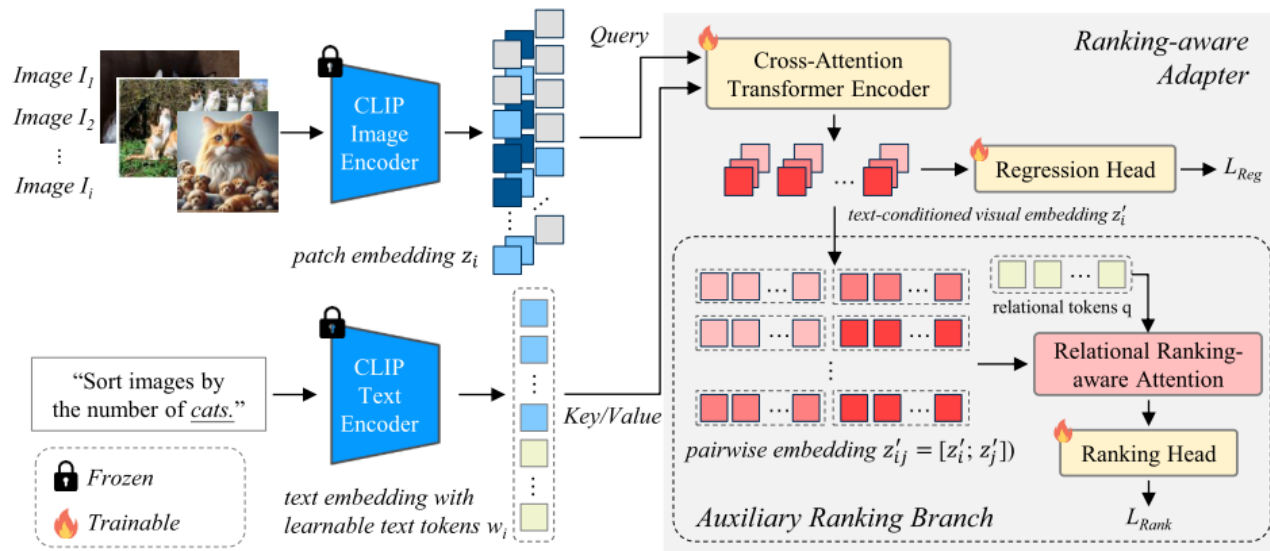 Image I1
Image I2
⋮
Image Ii
CLIP
Image
Encoder
patch embedding zi
“Sort images by
the number of cats.”
CLIP
Text
Encoder
text embedding with
learnable text tokens wi
Frozen
Trainable
Query
Key/Value
Ranking-aware
Adapter
Cross-Attention
Transformer Encoder
...
Regression Head
LReg
text-conditioned visual embedding z′i
... ...
... ...
⋮
... ...
pairwise embedding z′ij = [z′i; z′j])
...
relational tokens q
Relational Ranking-
aware Attention
Ranking Head
LRank
Auxiliary Ranking Branch